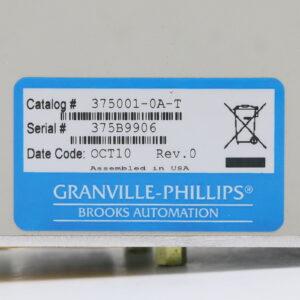 Catalog # 375001-0A-T
Serial # 375B9906
Date Code: OCT10 Rev.0
Assembled in USA
GRANVILLE-PHILLIPS®
BROOKS AUTOMATION